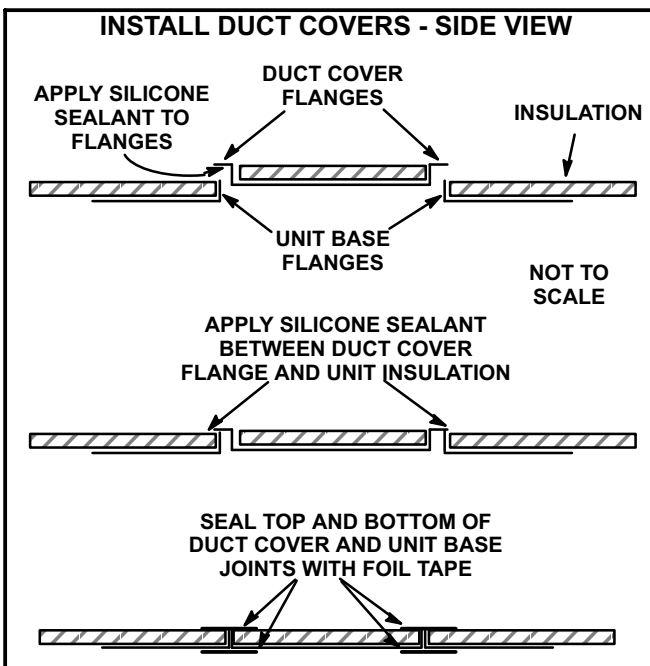 INSTALL DUCT COVERS - SIDE VIEW
DUCT COVER
FLANGES
APPLY SILICONE
SEALANT TO
FLANGES
INSULATION
UNIT BASE
FLANGES
NOT TO
SCALE
APPLY SILICONE SEALANT
BETWEEN DUCT COVER
FLANGE AND UNIT INSULATION
SEAL TOP AND BOTTOM OF
DUCT COVER AND UNIT BASE
JOINTS WITH FOIL TAPE